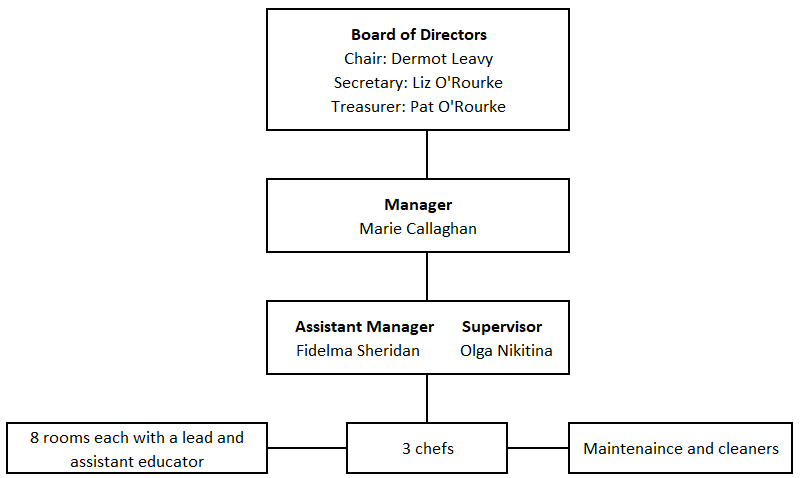 Board of Directors
Chair: Dermot Leavy
Secretary: Liz O'Rourke
Treasurer: Pat O'Rourke
Manager
Marie Callaghan
Assistant Manager Supervisor
Fidelma Sheridan Olga Nikitina
8 rooms each with a lead and
assistant educator
3 chefs
Maintenaince and cleaners